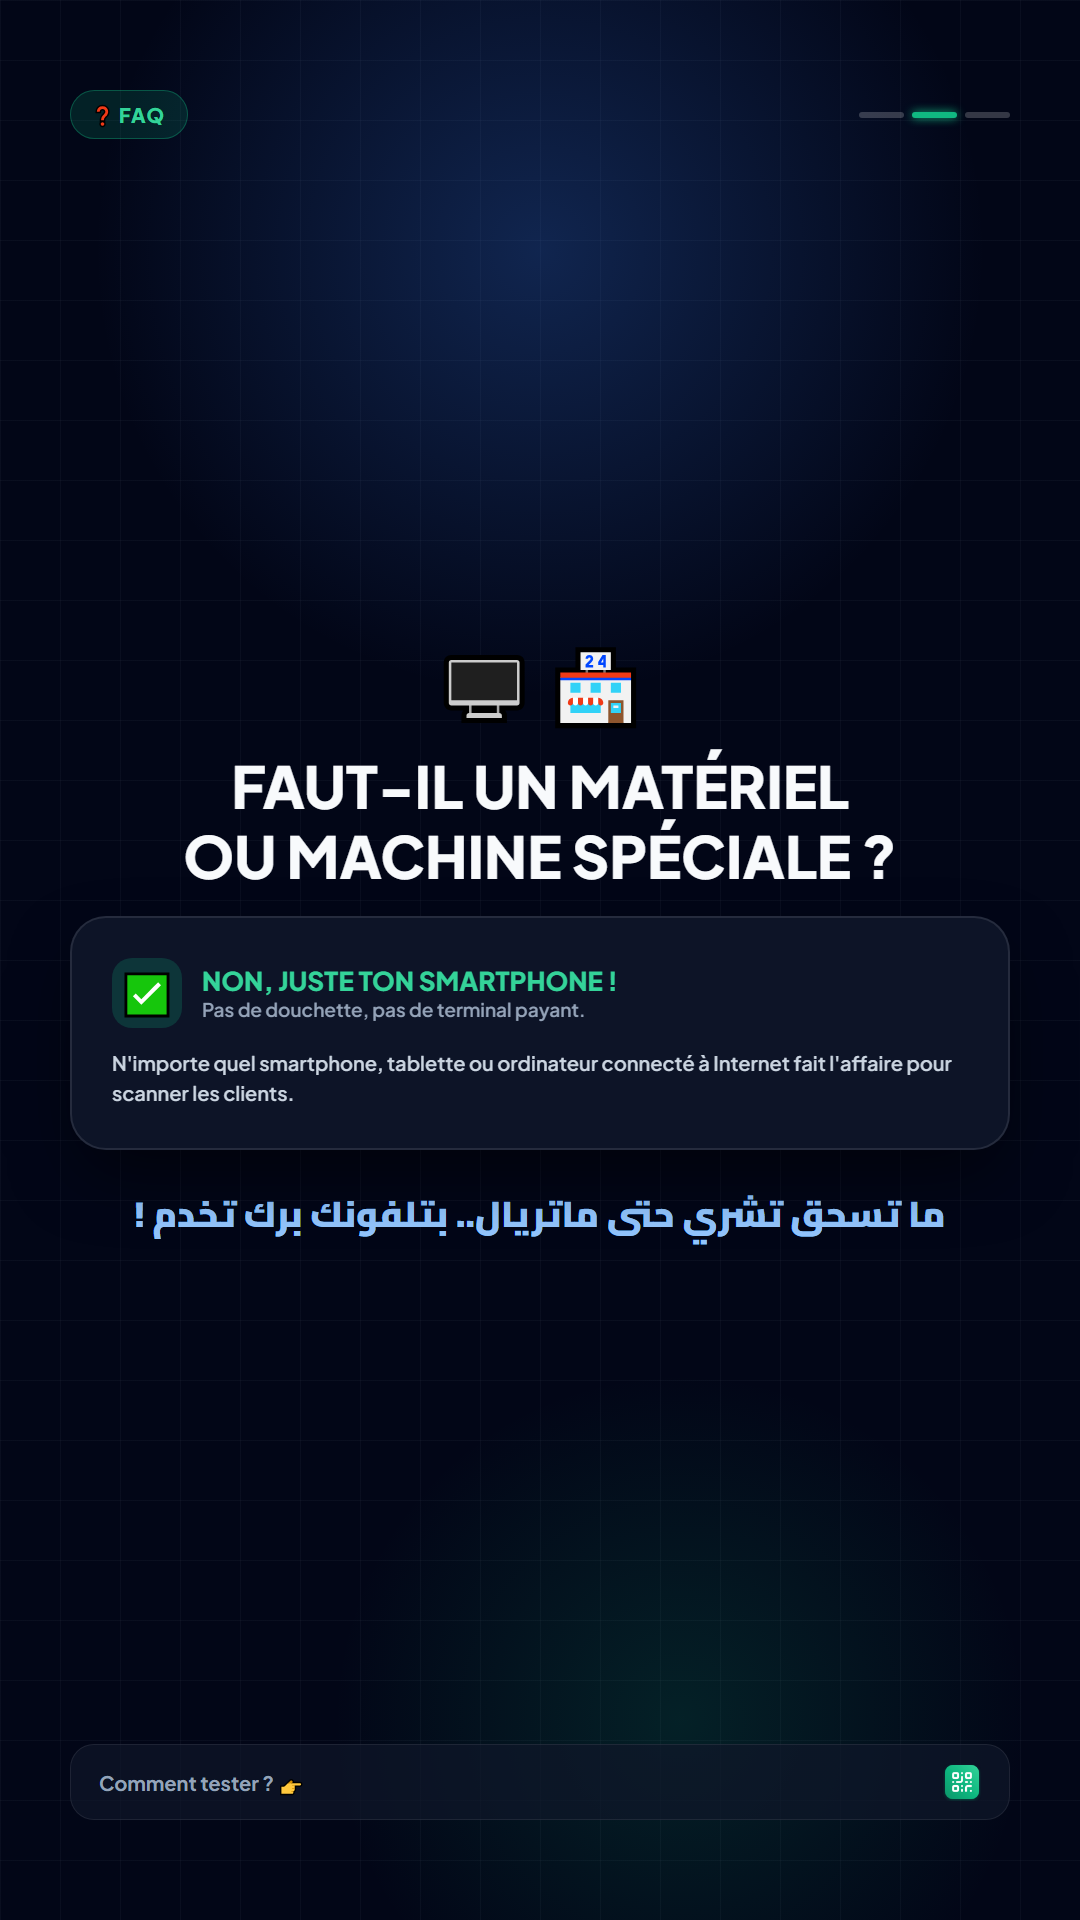 ❓ FAQ
24
FAUT-IL UN MATÉRIEL
OU MACHINE SPÉCIALE ?
NON, JUSTE TON SMARTPHONE !
Pas de douchette, pas de terminal payant.
N'importe quel smartphone, tablette ou ordinateur connecté à Internet fait l'affaire pour
scanner les clients.
ما تسحق تشري حتى ماتريال.. بتلفونك برك تخدم !
Comment tester ? 👉